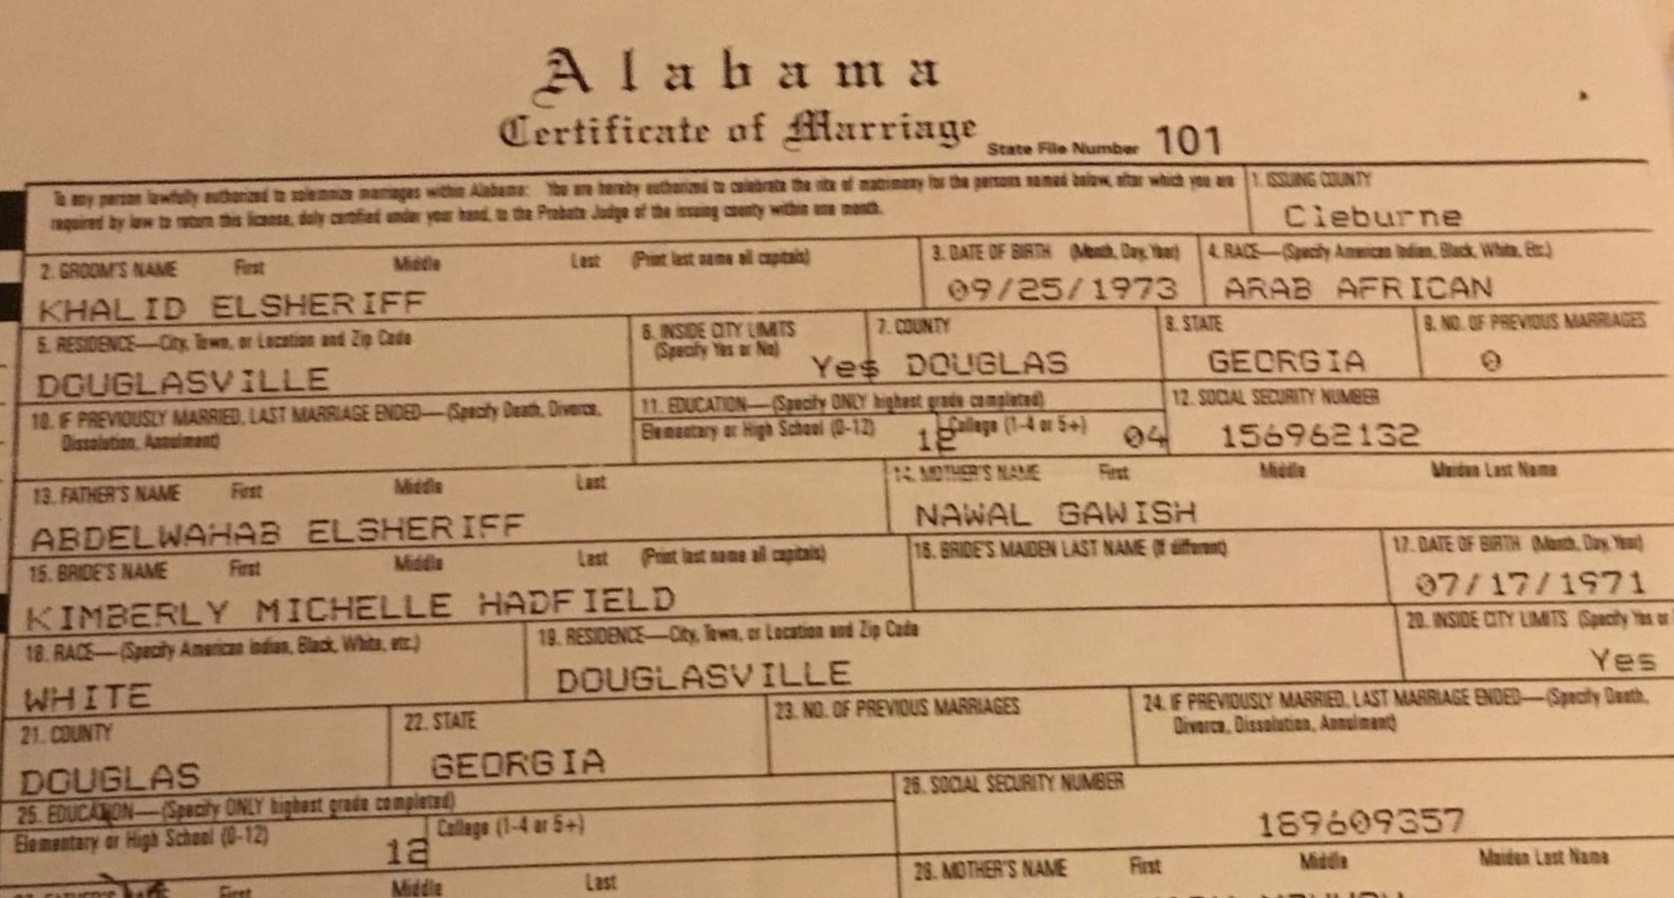 Alabama
Certificate of Marriage
State File Number 101
To any person lawfully authorized to solemnize marriages within Alabama: You are hereby authorized to celebrate the rite of matrimony for the persons named below, after which you are
required by law to return this license, duly certified under your hand, to the Probate Judge of the issuing county within one month.
1. ISSUING COUNTY
Cleburne
2. GROOM'S NAME First Middle Last (Print last name all capitals)
KHALID ELSHERIFF
3. DATE OF BIRTH (Month, Day, Year)
09/25/1973
4. RACE—(Specify American Indian, Black, White, Etc.)
ARAB AFRICAN
5. RESIDENCE—City, Town, or Location and Zip Code
DOUGLASVILLE
6. INSIDE CITY LIMITS
(Specify Yes or No)
Yes
7. COUNTY
DOUGLAS
8. STATE
GEORGIA
9. NO. OF PREVIOUS MARRIAGES
0
10. IF PREVIOUSLY MARRIED, LAST MARRIAGE ENDED—(Specify Death, Divorce,
Dissolution, Annulment)
11. EDUCATION—(Specify ONLY highest grade completed)
Elementary or High School (0-12) 12 College (1-4 or 5+) 04
12. SOCIAL SECURITY NUMBER
156962132
13. FATHER'S NAME First Middle Last
ABDELWAHAB ELSHERIFF
14. MOTHER'S NAME First Middle Maiden Last Name
NAWAL GAWISH
15. BRIDE'S NAME First Middle Last (Print last name all capitals)
KIMBERLY MICHELLE HADFIELD
16. BRIDE'S MAIDEN LAST NAME (If different)
17. DATE OF BIRTH (Month, Day, Year)
07/17/1971
18. RACE—(Specify American Indian, Black, White, etc.)
WHITE
19. RESIDENCE—City, Town, or Location and Zip Code
DOUGLASVILLE
20. INSIDE CITY LIMITS (Specify Yes or
Yes
21. COUNTY
DOUGLAS
22. STATE
GEORGIA
23. NO. OF PREVIOUS MARRIAGES
24. IF PREVIOUSLY MARRIED, LAST MARRIAGE ENDED—(Specify Death,
Divorce, Dissolution, Annulment)
25. EDUCATION—(Specify ONLY highest grade completed)
Elementary or High School (0-12) 12 College (1-4 or 5+)
26. SOCIAL SECURITY NUMBER
189609357
First Middle Last
28. MOTHER'S NAME First Middle Maiden Last Name